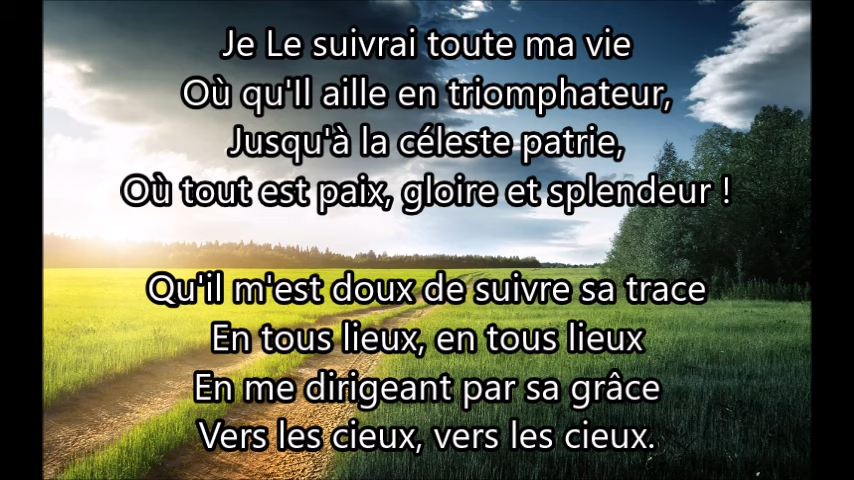 Je Le suivrai toute ma vie
Où qu'Il aille en triomphateur,
Jusqu'à la céleste patrie,
Où tout est paix, gloire et splendeur !
Qu'il m'est doux de suivre sa trace
En tous lieux, en tous lieux
En me dirigeant par sa grâce
Vers les cieux, vers les cieux.